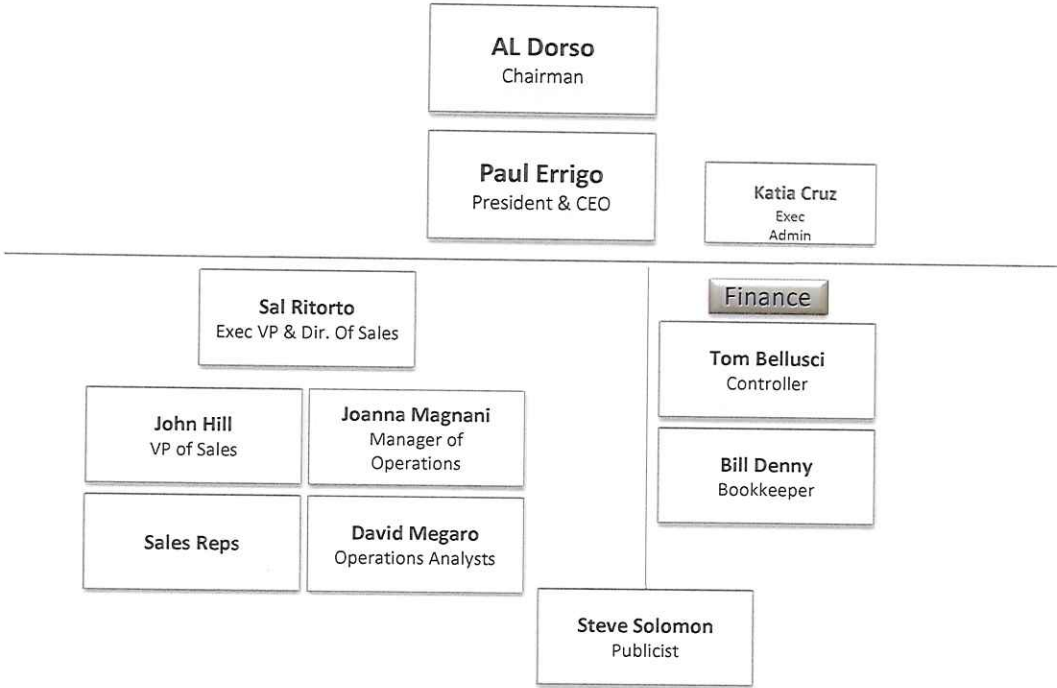 AL Dorso
Chairman
Paul Errigo
President & CEO
Katia Cruz
Exec
Admin
Sal Ritorto
Exec VP & Dir. Of Sales
John Hill
VP of Sales
Joanna Magnani
Manager of
Operations
Sales Reps
David Megaro
Operations Analysts
Finance
Tom Bellusci
Controller
Bill Denny
Bookkeeper
Steve Solomon
Publicist